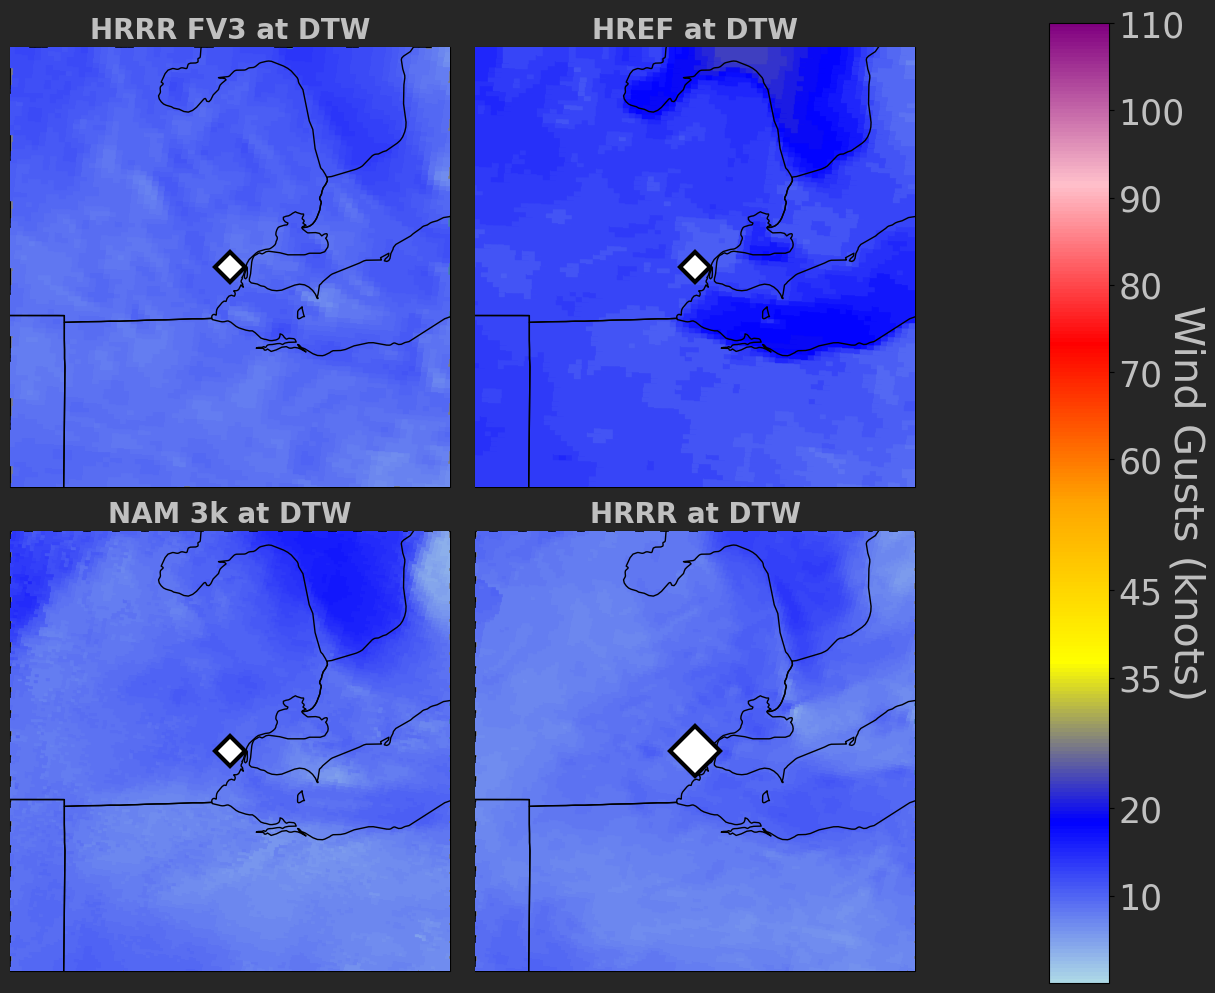 HRRR FV3 at DTW
HREF at DTW
NAM 3k at DTW
HRRR at DTW
110
100
90
80
70
60
45
35
20
10
Wind Gusts (knots)